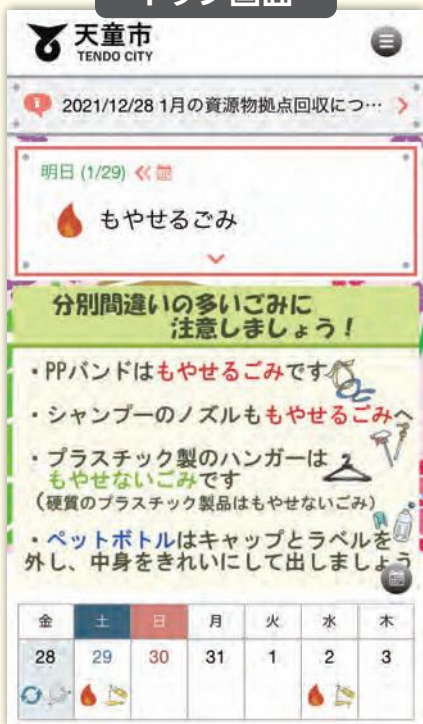 トップ画面
天童市
TENDO CITY
2021/12/28 1月の資源物拠点回収につ…
明日 (1/29)
もやせるごみ
分別間違いの多いごみに
注意しましょう!
・PPバンドはもやせるごみです
・シャンプーのノズルももやせるごみへ
・プラスチック製のハンガーは
もやせないごみです
(硬質のプラスチック製品はもやせないごみ)
・ペットボトルはキャップとラベルを
外し、中身をきれいにして出しましょう
金 土 日 月 火 水 木
28 29 30 31 1 2 3